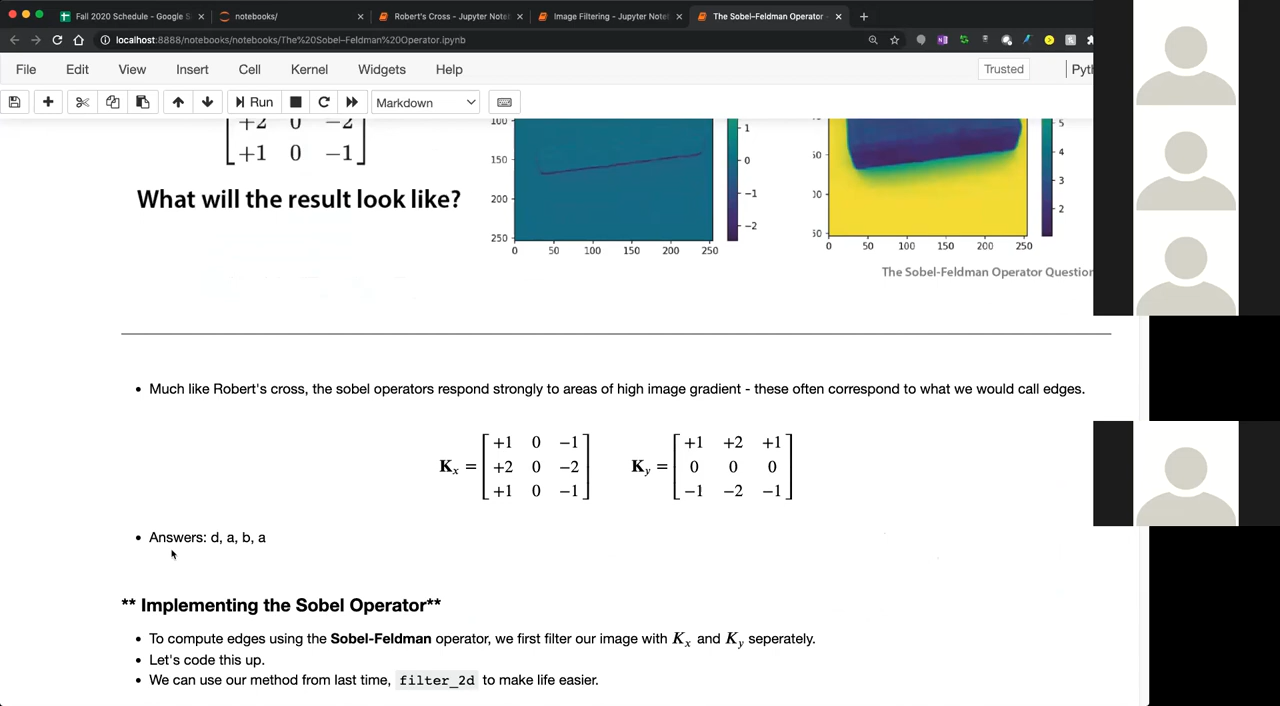 Fall 2020 Schedule - Google S
notebooks/
Robert's Cross - Jupyter Note
Image Filtering - Jupyter Note
The Sobel–Feldman Operator -
localhost:8888/notebooks/notebooks/The%20Sobel–Feldman%20Operator.ipynb
File Edit View Insert Cell Kernel Widgets Help Trusted Pyth
Run Markdown
+2 0 −2
+1 0 −1
What will the result look like?
100
150
200
250
0 50 100 150 200 250
1
0
−1
−2
50
00
50
0 50 100 150 200 250
5
4
3
2
The Sobel-Feldman Operator Question
• Much like Robert's cross, the sobel operators respond strongly to areas of high image gradient - these often correspond to what we would call edges.
+1 0 −1 +1 +2 +1
Kx = +2 0 −2 Ky = 0 0 0
+1 0 −1 −1 −2 −1
• Answers: d, a, b, a
** Implementing the Sobel Operator**
• To compute edges using the Sobel-Feldman operator, we first filter our image with Kx and Ky seperately.
• Let's code this up.
• We can use our method from last time, filter_2d to make life easier.